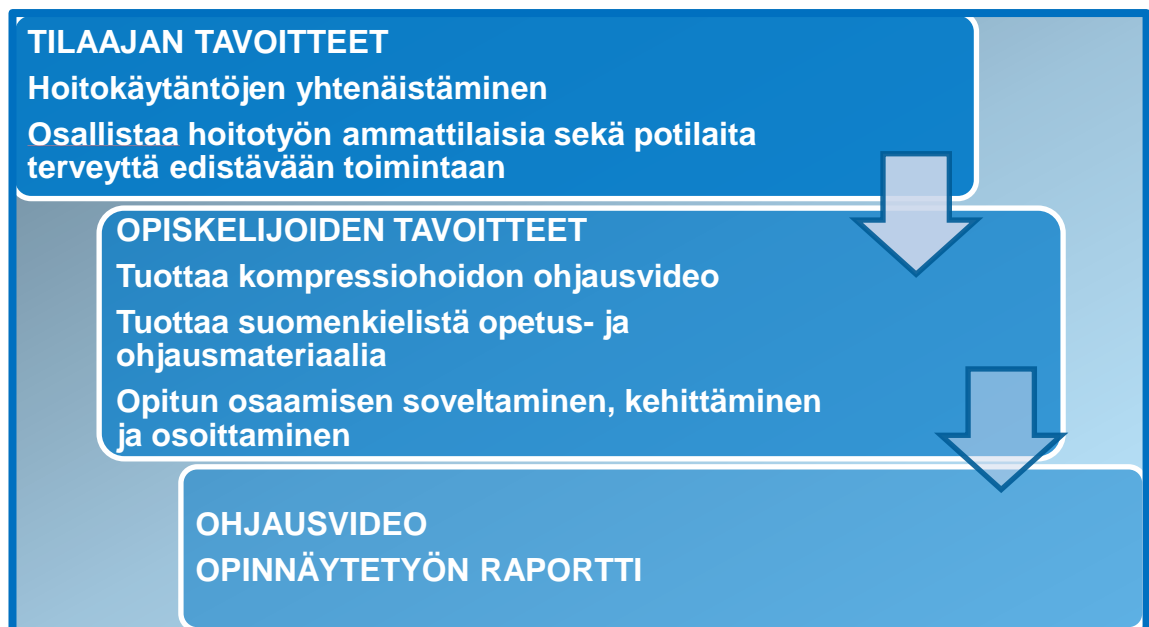 TILAAJAN TAVOITTEET
Hoitokäytäntöjen yhtenäistäminen
Osallistaa hoitotyön ammattilaisia sekä potilaita
terveyttä edistävään toimintaan
OPISKELIJOIDEN TAVOITTEET
Tuottaa kompressiohoidon ohjausvideo
Tuottaa suomenkielistä opetus- ja
ohjausmateriaalia
Opitun osaamisen soveltaminen, kehittäminen
ja osoittaminen
OHJAUSVIDEO
OPINNÄYTETYÖN RAPORTTI